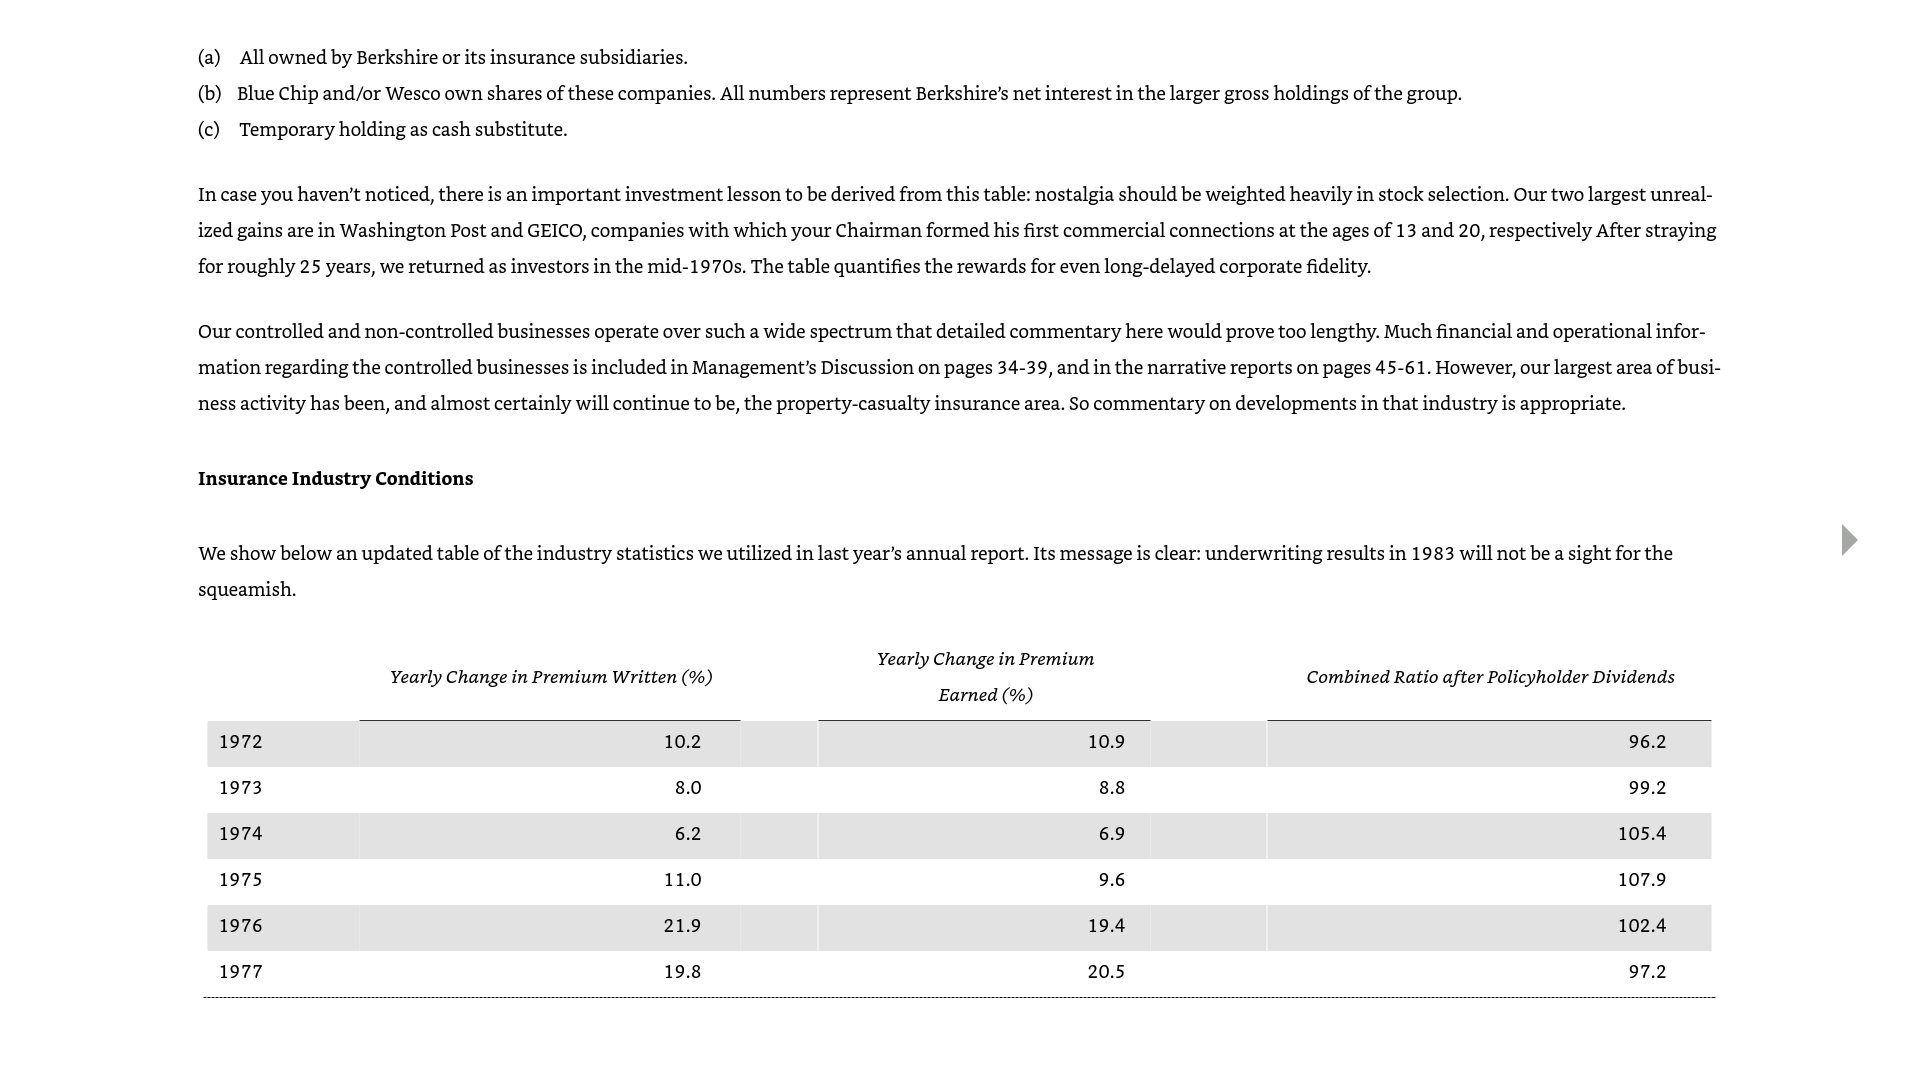 (a) All owned by Berkshire or its insurance subsidiaries.
(b) Blue Chip and/or Wesco own shares of these companies. All numbers represent Berkshire’s net interest in the larger gross holdings of the group.
(c) Temporary holding as cash substitute.
In case you haven’t noticed, there is an important investment lesson to be derived from this table: nostalgia should be weighted heavily in stock selection. Our two largest unreal-
ized gains are in Washington Post and GEICO, companies with which your Chairman formed his first commercial connections at the ages of 13 and 20, respectively After straying
for roughly 25 years, we returned as investors in the mid-1970s. The table quantifies the rewards for even long-delayed corporate fidelity.
Our controlled and non-controlled businesses operate over such a wide spectrum that detailed commentary here would prove too lengthy. Much financial and operational infor-
mation regarding the controlled businesses is included in Management’s Discussion on pages 34-39, and in the narrative reports on pages 45-61. However, our largest area of busi-
ness activity has been, and almost certainly will continue to be, the property-casualty insurance area. So commentary on developments in that industry is appropriate.
Insurance Industry Conditions
We show below an updated table of the industry statistics we utilized in last year’s annual report. Its message is clear: underwriting results in 1983 will not be a sight for the
squeamish.
Yearly Change in Premium Written (%) Yearly Change in Premium Combined Ratio after Policyholder Dividends
Earned (%)
1972 10.2 10.9 96.2
1973 8.0 8.8 99.2
1974 6.2 6.9 105.4
1975 11.0 9.6 107.9
1976 21.9 19.4 102.4
1977 19.8 20.5 97.2